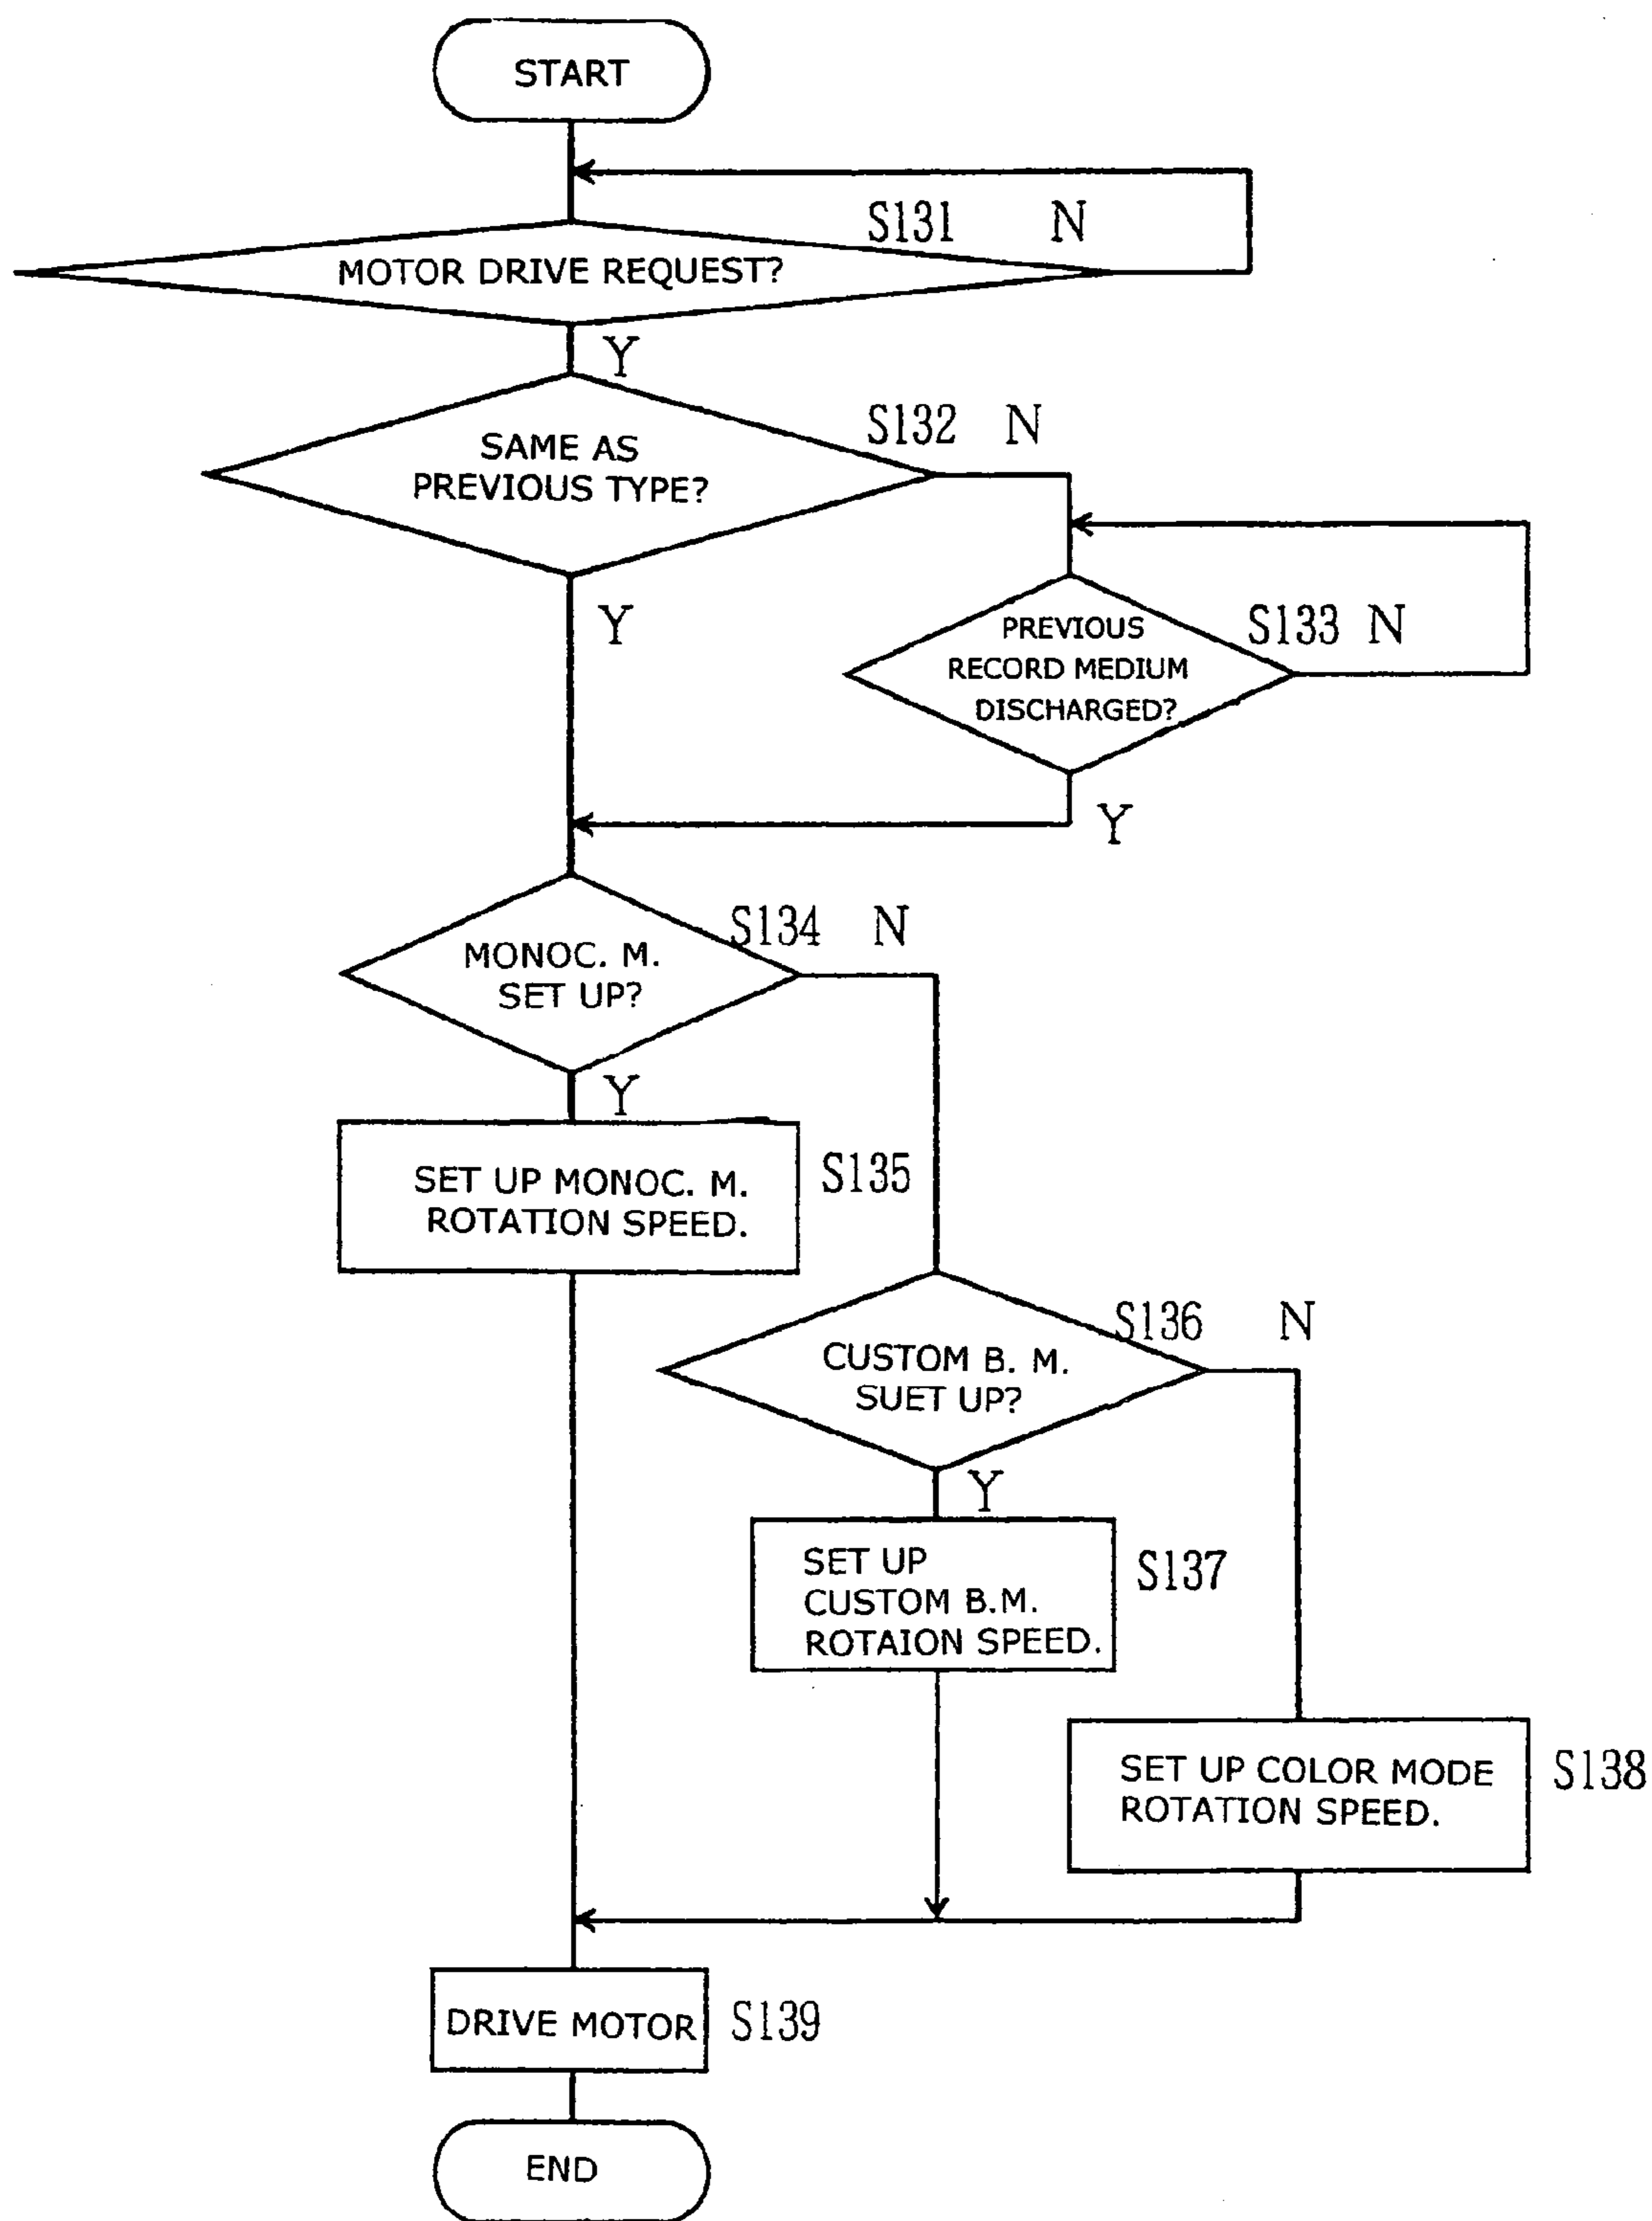 START
S131 N
MOTOR DRIVE REQUEST?
Y
S132 N
SAME AS
PREVIOUS TYPE?
Y
S133 N
PREVIOUS
RECORD MEDIUM
DISCHARGED?
Y
S134 N
MONOC. M.
SET UP?
Y
SET UP MONOC. M.
ROTATION SPEED.
S135
S136 N
CUSTOM B. M.
SUET UP?
Y
SET UP
CUSTOM B.M.
ROTAION SPEED.
S137
SET UP COLOR MODE
ROTATION SPEED.
S138
DRIVE MOTOR
S139
END